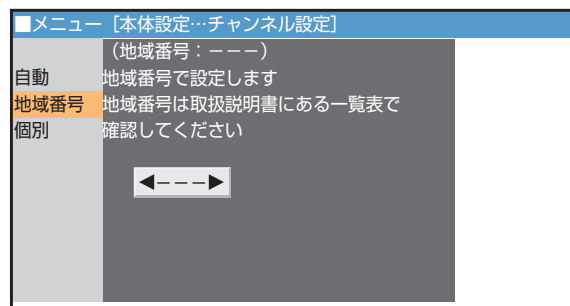 ■メニュー [本体設定…チャンネル設定]
(地域番号：−−−)
自動 地域番号で設定します
地域番号 地域番号は取扱説明書にある一覧表で
個別 確認してください
◀−−−▶